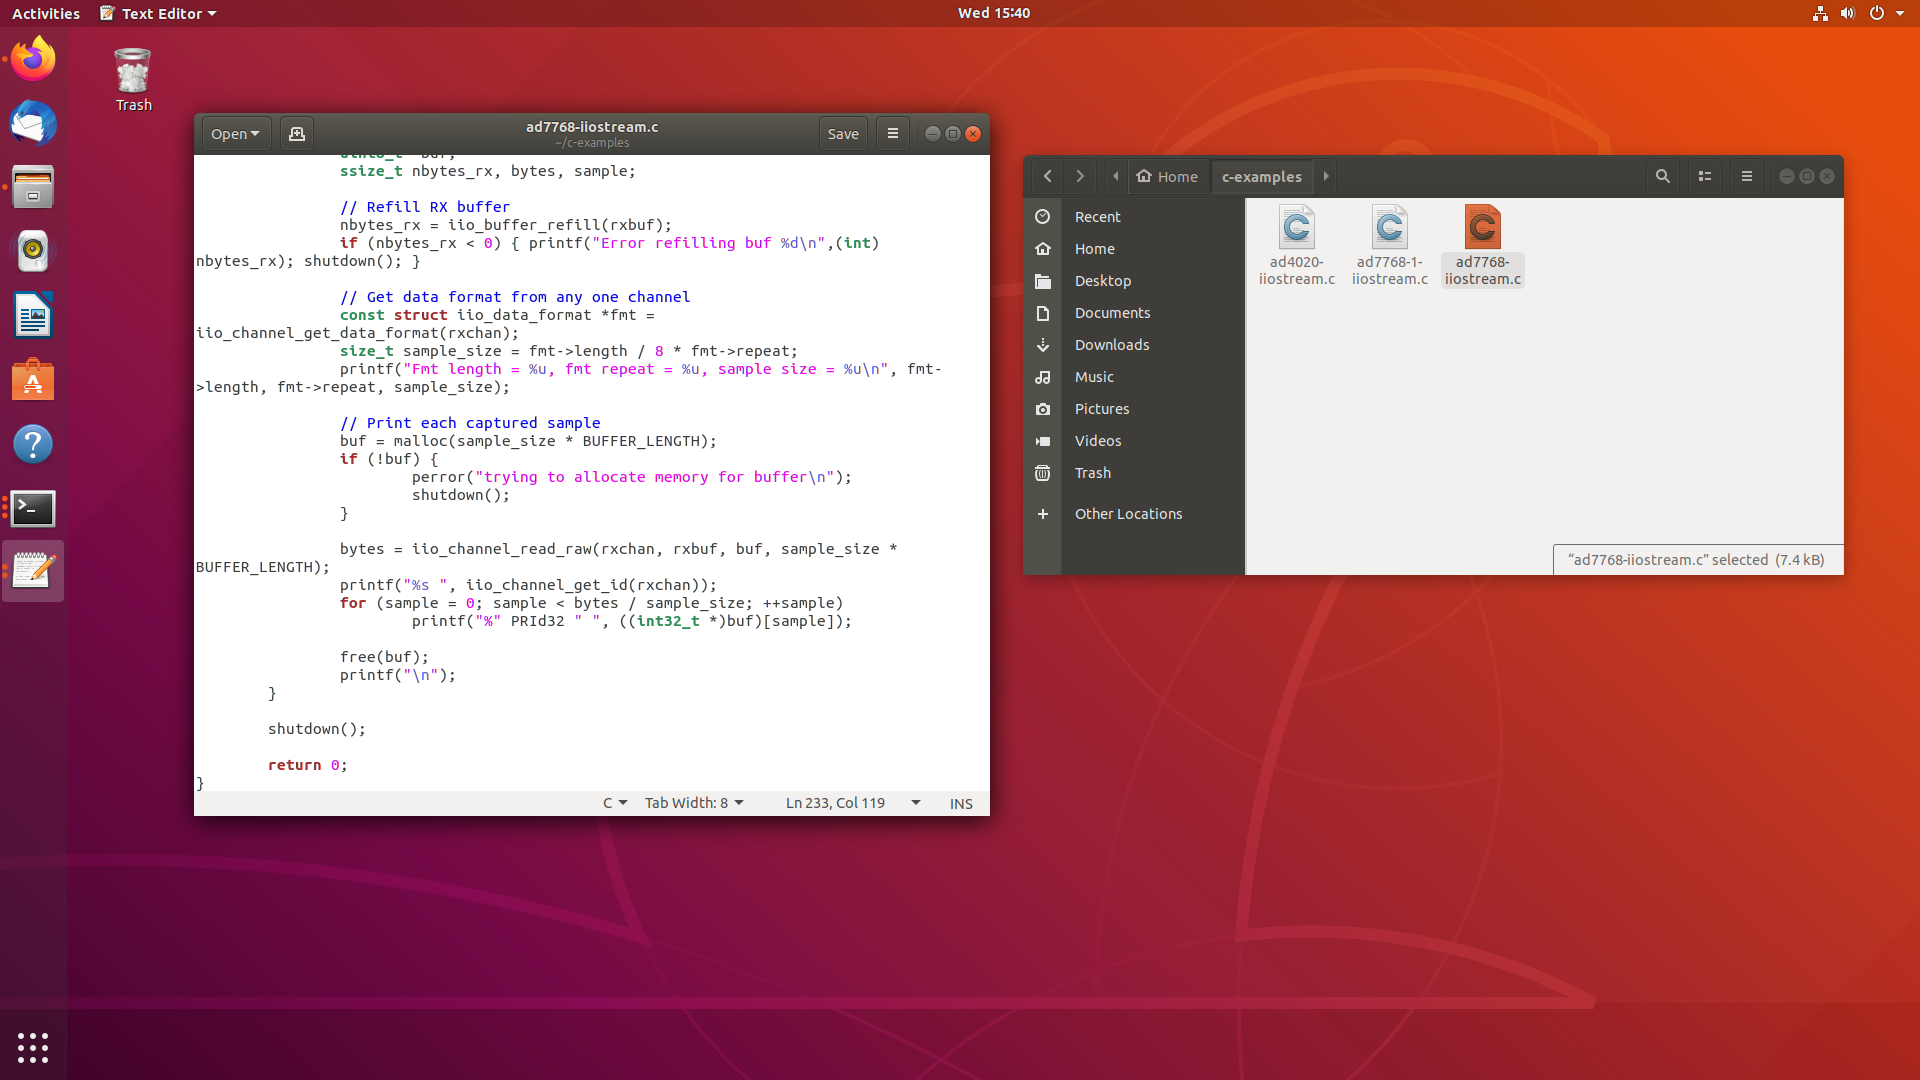 Activities
Text Editor
Wed 15:40
Trash
Open
ad7768-iiostream.c
~/c-examples
Save
ssize_t nbytes_rx, bytes, sample;
// Refill RX buffer
nbytes_rx = iio_buffer_refill(rxbuf);
if (nbytes_rx < 0) { printf("Error refilling buf %d\n",(int)
nbytes_rx); shutdown(); }
// Get data format from any one channel
const struct iio_data_format *fmt =
iio_channel_get_data_format(rxchan);
size_t sample_size = fmt->length / 8 * fmt->repeat;
printf("Fmt length = %u, fmt repeat = %u, sample size = %u\n", fmt-
>length, fmt->repeat, sample_size);
// Print each captured sample
buf = malloc(sample_size * BUFFER_LENGTH);
if (!buf) {
perror("trying to allocate memory for buffer\n");
shutdown();
}
bytes = iio_channel_read_raw(rxchan, rxbuf, buf, sample_size *
BUFFER_LENGTH);
printf("%s ", iio_channel_get_id(rxchan));
for (sample = 0; sample < bytes / sample_size; ++sample)
printf("%" PRId32 " ", ((int32_t *)buf)[sample]);
free(buf);
printf("\n");
}
shutdown();
return 0;
}
C
Tab Width: 8
Ln 233, Col 119
INS
Home
c-examples
Recent
Home
Desktop
Documents
Downloads
Music
Pictures
Videos
Trash
Other Locations
ad4020-
iiostream.c
ad7768-1-
iiostream.c
ad7768-
iiostream.c
“ad7768-iiostream.c” selected (7.4 kB)